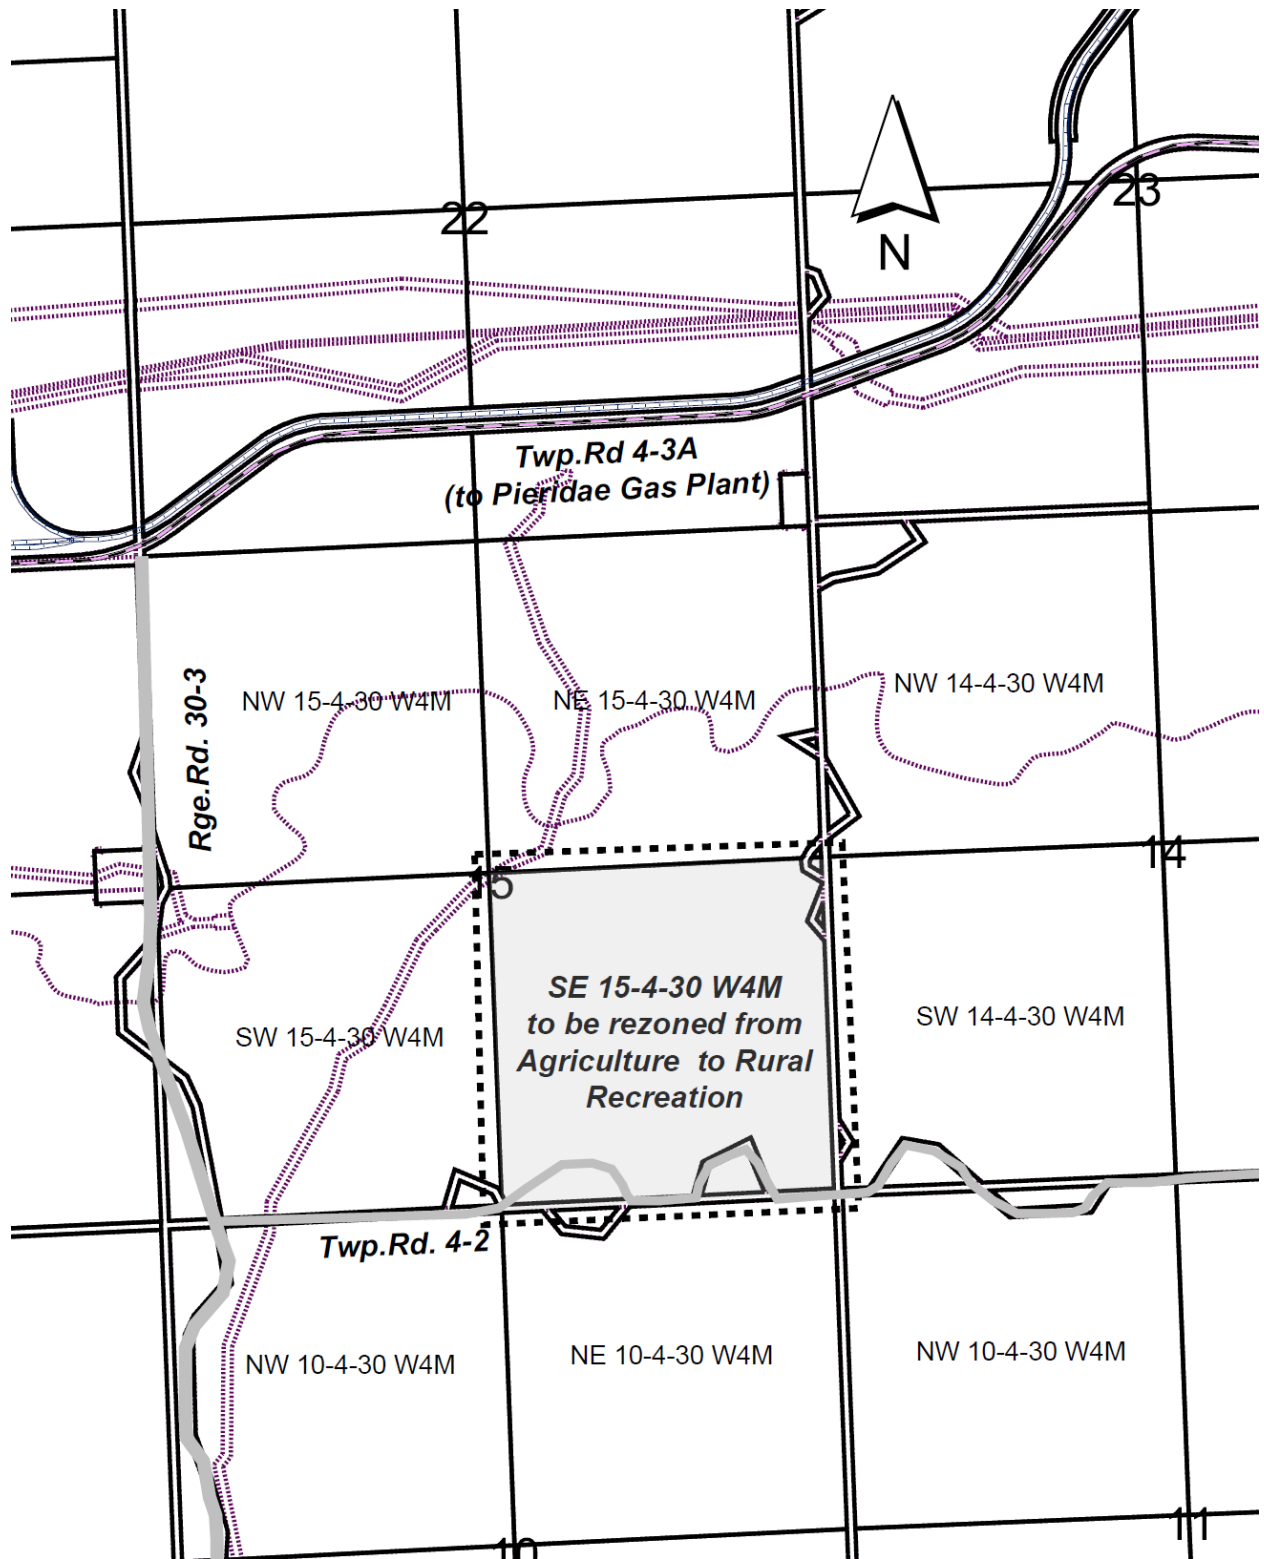 22
23
N
Twp.Rd 4-3A
(to Pieridae Gas Plant)
Rge.Rd. 30-3
NW 15-4-30 W4M
NE 15-4-30 W4M
NW 14-4-30 W4M
15
14
SE 15-4-30 W4M
to be rezoned from
Agriculture to Rural
Recreation
SW 15-4-30 W4M
SW 14-4-30 W4M
Twp.Rd. 4-2
NW 10-4-30 W4M
NE 10-4-30 W4M
NW 10-4-30 W4M
10
11